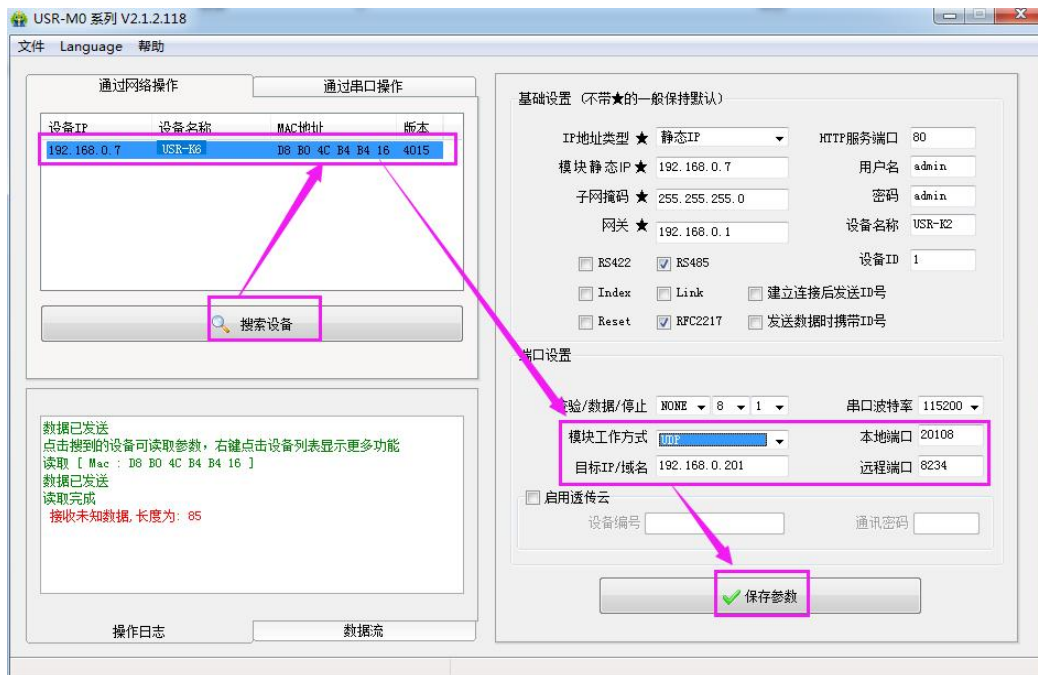 USR-M0 系列 V2.1.2.118
文件 Language 帮助
通过网络操作 通过串口操作
设备IP 设备名称 MAC地址 版本
192.168.0.7 USR-K6 D8 B0 4C B4 B4 16 4015
搜索设备
数据已发送
点击搜到的设备可读取参数，右键点击设备列表显示更多功能
读取 [ Mac : D8 B0 4C B4 B4 16 ]
数据已发送
读取完成
接收未知数据,长度为: 85
操作日志 数据流
基础设置 (不带★的一般保持默认)
IP地址类型 ★ 静态IP HTTP服务端口 80
模块静态IP ★ 192.168.0.7 用户名 admin
子网掩码 ★ 255.255.255.0 密码 admin
网关 ★ 192.168.0.1 设备名称 USR-K2
RS422 RS485 设备ID 1
Index Link 建立连接后发送ID号
Reset RFC2217 发送数据时携带ID号
端口设置
校验/数据/停止 NONE 8 1 串口波特率 115200
模块工作方式 UDP 本地端口 20108
目标IP/域名 192.168.0.201 远程端口 8234
启用透传云
设备编号 通讯密码
保存参数